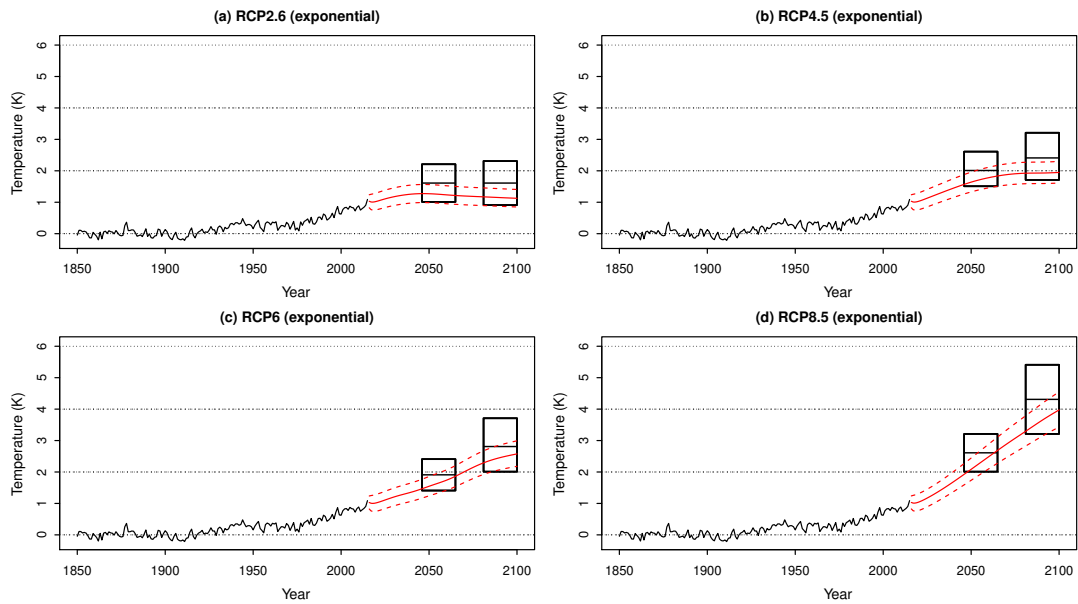 (a) RCP2.6 (exponential)
Temperature (K)
0 1 2 3 4 5 6
1850 1900 1950 2000 2050 2100
Year
(b) RCP4.5 (exponential)
Temperature (K)
0 1 2 3 4 5 6
1850 1900 1950 2000 2050 2100
Year
(c) RCP6 (exponential)
Temperature (K)
0 1 2 3 4 5 6
1850 1900 1950 2000 2050 2100
Year
(d) RCP8.5 (exponential)
Temperature (K)
0 1 2 3 4 5 6
1850 1900 1950 2000 2050 2100
Year